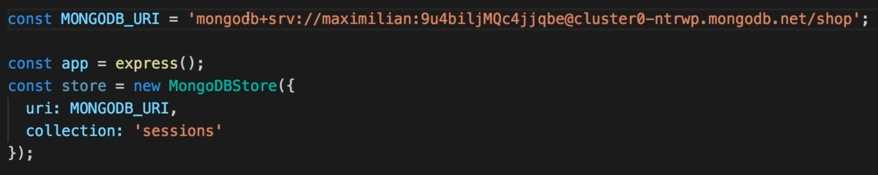 const MONGODB_URI = 'mongodb+srv://maximilian:9u4biljMQc4jjqbe@cluster0-ntrwp.mongodb.net/shop';
const app = express();
const store = new MongoDBStore({
uri: MONGODB_URI,
collection: 'sessions'
});